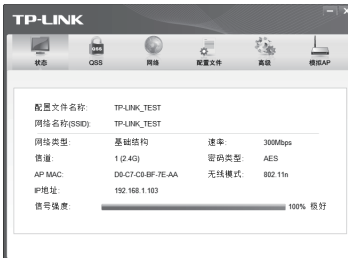 TP-LINK
状态 QSS 网络 配置文件 高级 模拟AP
配置文件名称: TP-LINK_TEST
网络名称(SSID): TP-LINK_TEST
网络类型: 基础结构 速率: 300Mbps
信道: 1 (2.4G) 密码类型: AES
AP MAC: D0-C7-C0-BF-7E-AA 无线模式: 802.11n
IP地址: 192.168.1.103
信号强度: 100% 极好